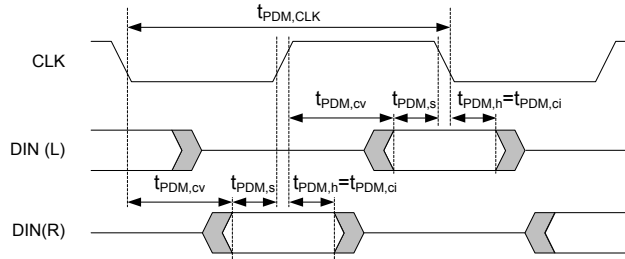 tPDM,CLK
CLK
tPDM,cv tPDM,s tPDM,h=tPDM,ci
DIN (L)
tPDM,cv tPDM,s tPDM,h=tPDM,ci
DIN(R)